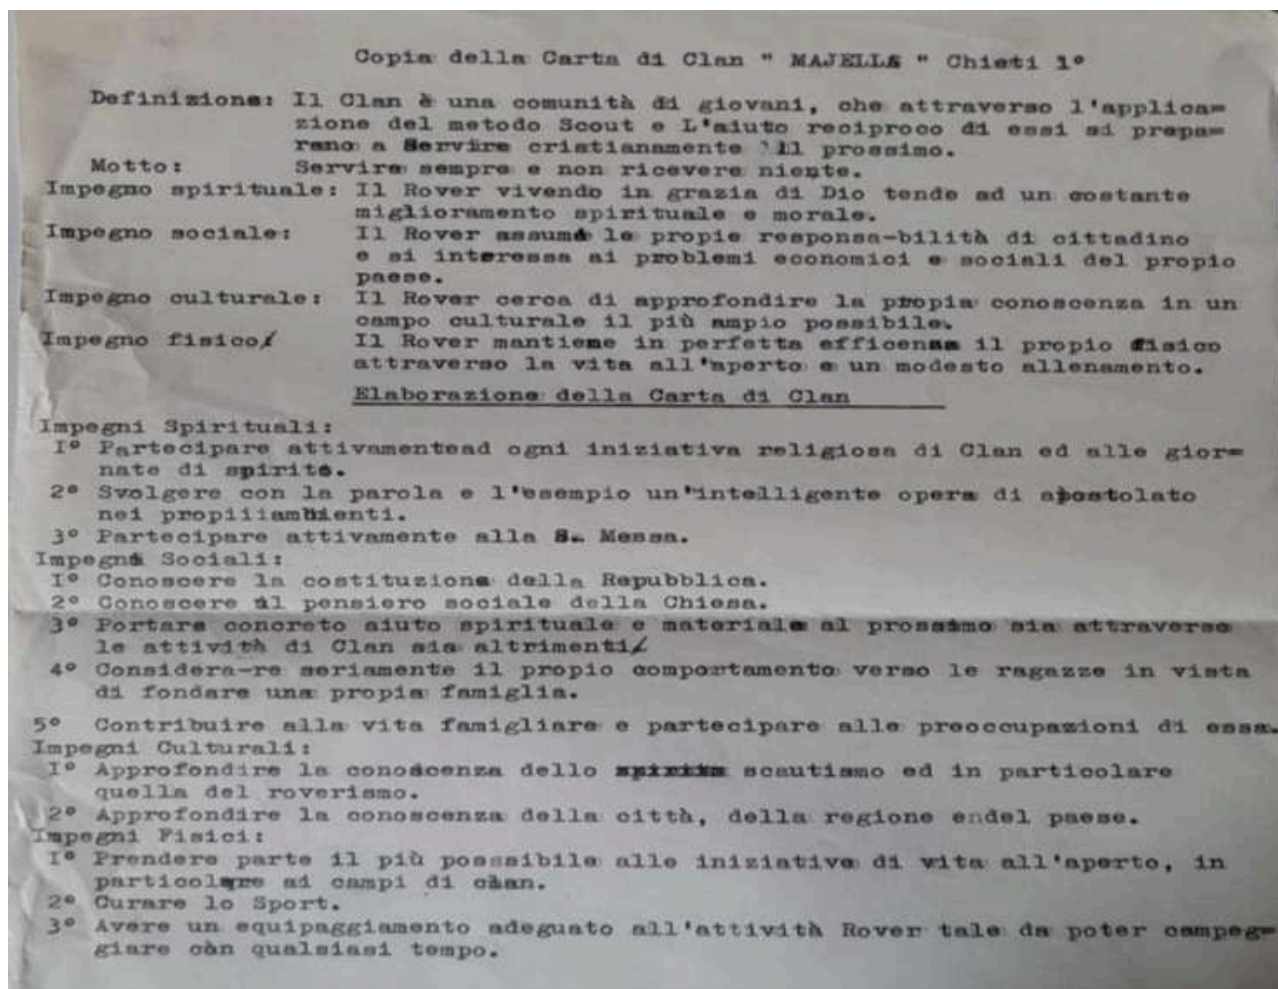 Copia della Carta di Clan " MAJELLA " Chieti 1°
Definizione: Il Clan è una comunità di giovani, che attraverso l'applica=
zione del metodo Scout e L'aiuto reciproco di essi si prepa=
rano a Servire cristianamente il prossimo.
Motto: Servire sempre e non ricevere niente.
Impegno spirituale: Il Rover vivendo in grazia di Dio tende ad un costante
miglioramento spirituale e morale.
Impegno sociale: Il Rover assume le propie responsa-bilità di cittadino
e si interessa ai problemi economici e sociali del propio
paese.
Impegno culturale: Il Rover cerca di approfondire la propia conoscenza in un
campo culturale il più ampio possibile.
Impegno fisico/ Il Rover mantiene in perfetta efficensa il propio fisico
attraverso la vita all'aperto e un modesto allenamento.
Elaborazione della Carta di Clan
Impegni Spirituali:
I° Partecipare attivamentead ogni iniziativa religiosa di Clan ed alle gior=
nate di spirito.
2° Svolgere con la parola e l'esempio un'intelligente opera di apostolato
nei propiiiambienti.
3° Partecipare attivamente alla S. Messa.
Impegni Sociali:
I° Conoscere la costituzione della Repubblica.
2° Conoscere il pensiero sociale della Chiesa.
3° Portare concreto aiuto spirituale e materiale al prossimo sia attraverso
le attività di Clan sia altrimenti/
4° Considera-re seriamente il propio comportamento verso le ragazze in vista
di fondare una propia famiglia.
5° Contribuire alla vita famigliare e partecipare alle preoccupazioni di essa.
Impegni Culturali:
I° Approfondire la conoscenza dello scautismo ed in particolare
quella del roverismo.
2° Approfondire la conoscenza della città, della regione endel paese.
Impegni Fisici:
I° Prendere parte il più possaibile alle iniziative di vita all'aperto, in
particolare ai campi di clan.
2° Curare lo Sport.
3° Avere un equipaggiamento adeguato all'attività Rover tale da poter campeg=
giare con qualsiasi tempo.